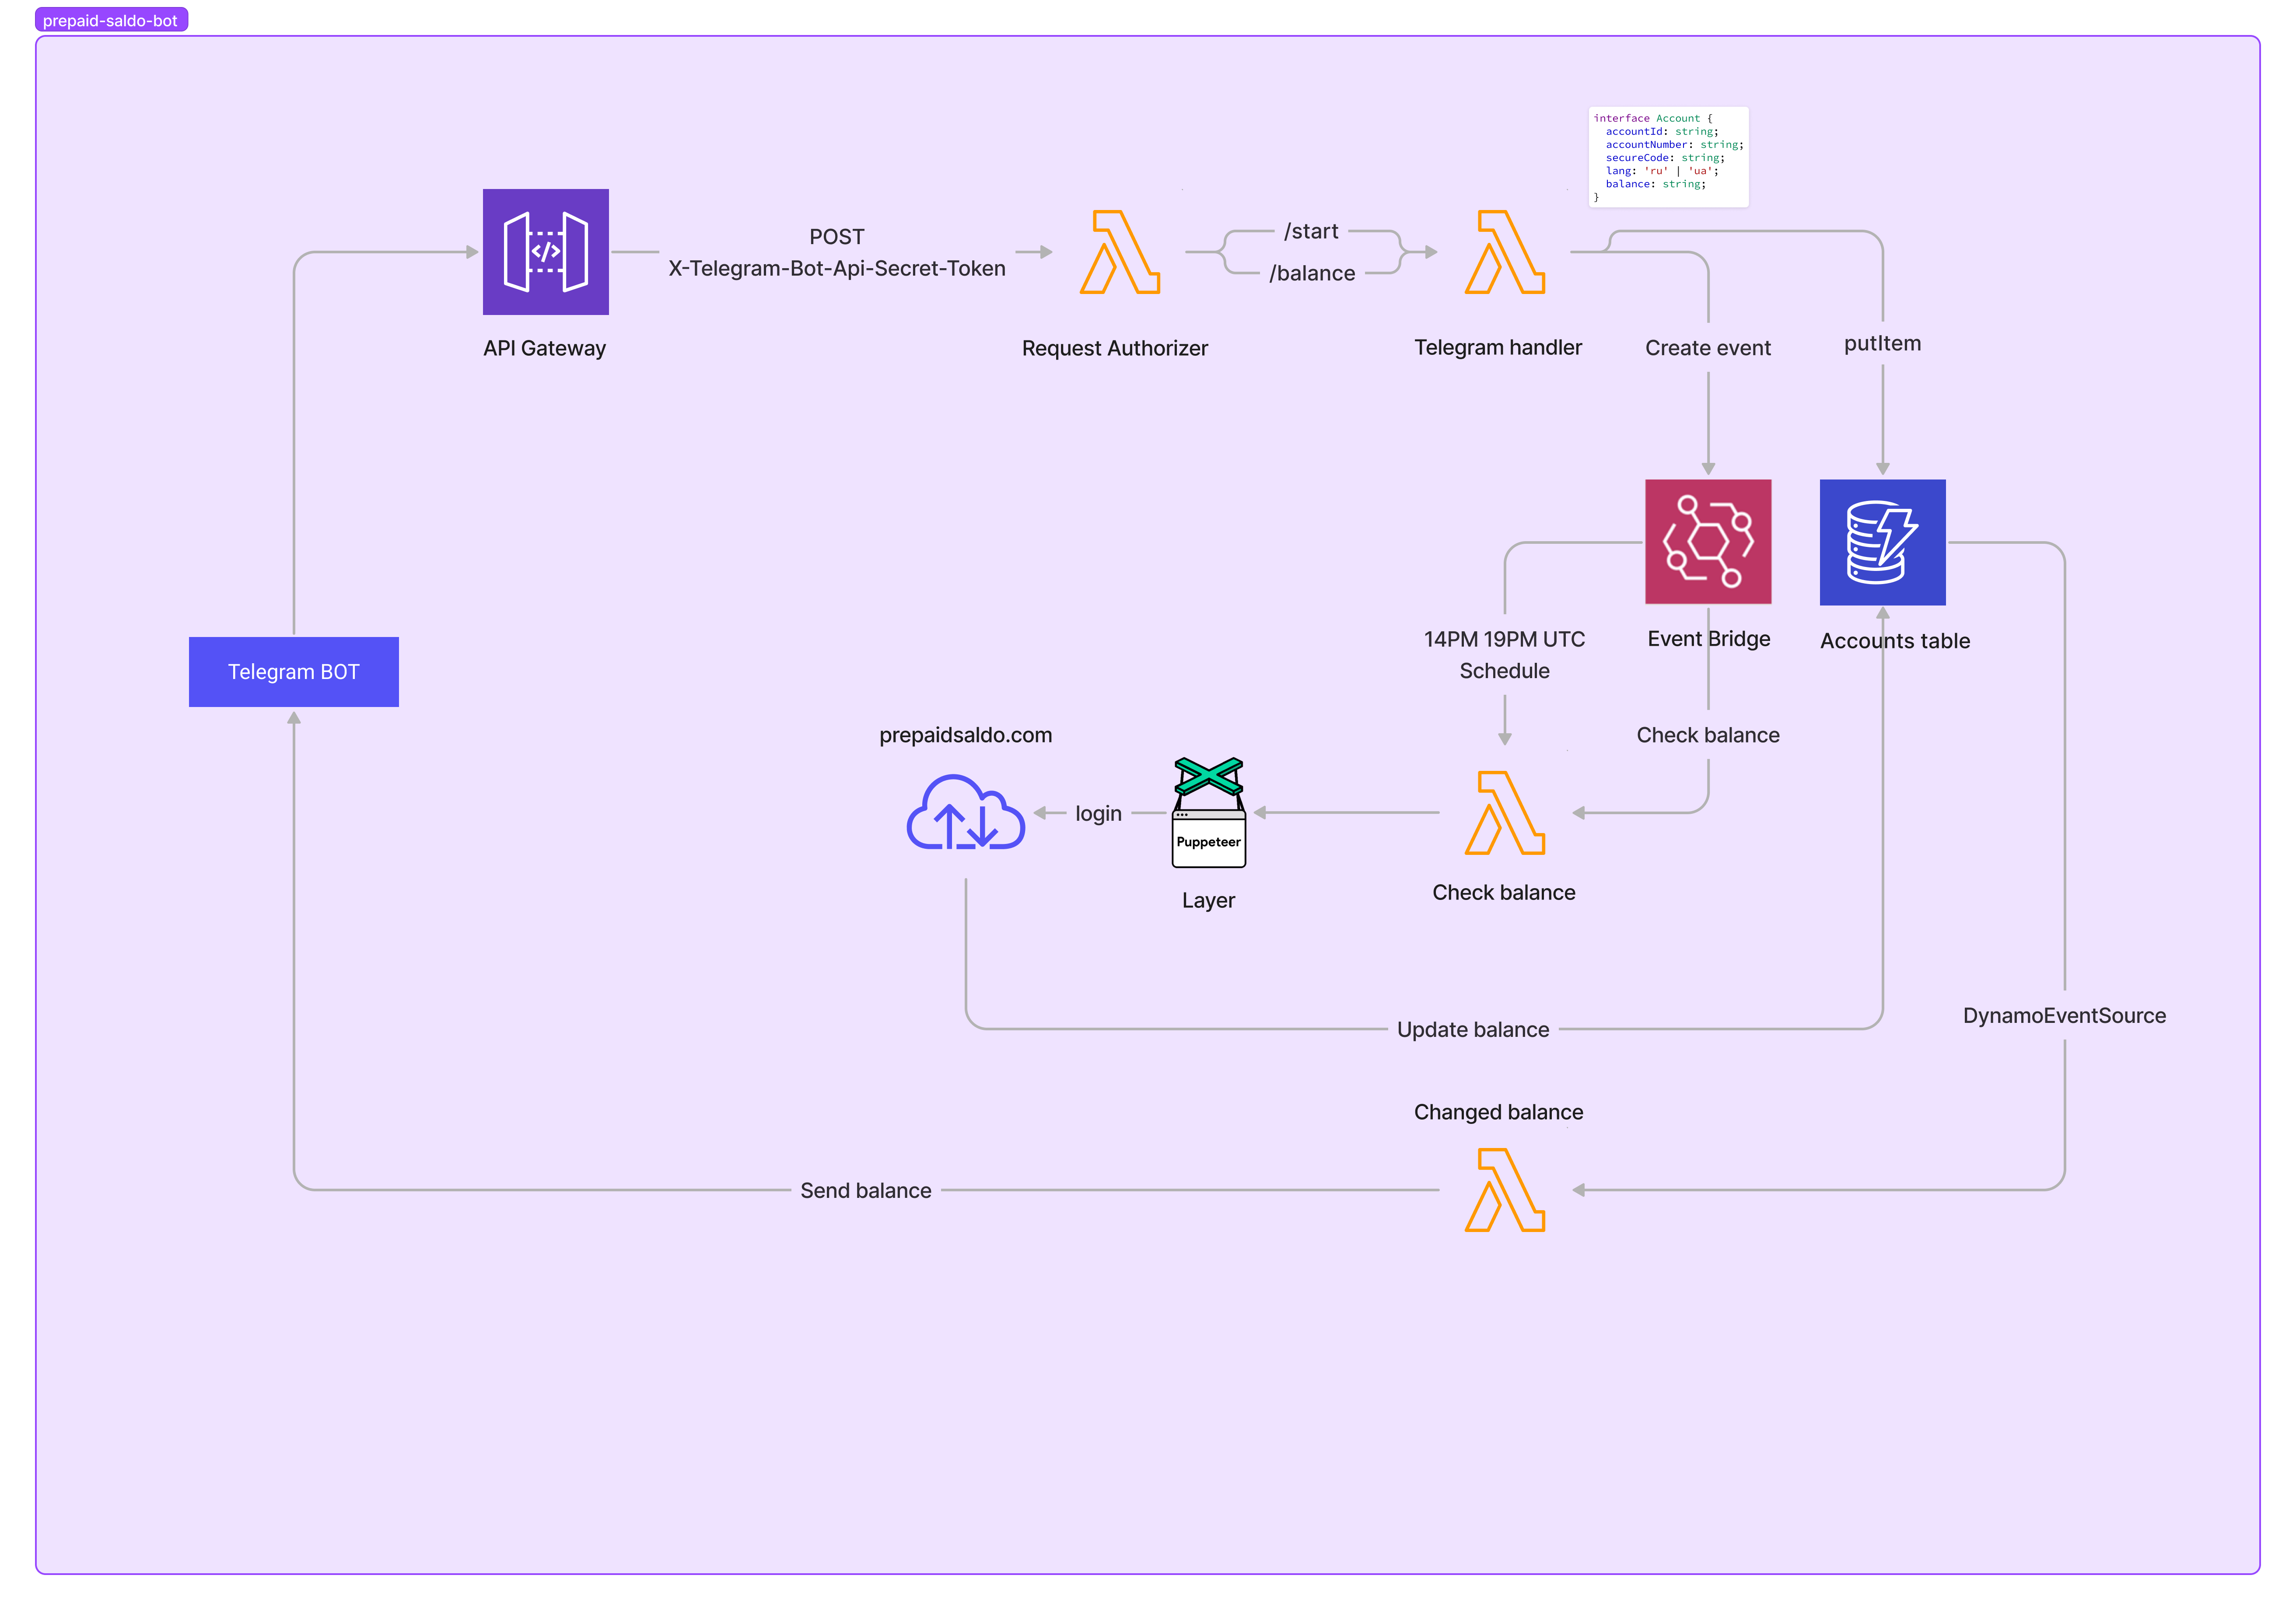 prepaid-saldo-bot
interface Account {
accountId: string;
accountNumber: string;
secureCode: string;
lang: 'ru' | 'ua';
balance: string;
}
POST
X-Telegram-Bot-Api-Secret-Token
/start
/balance
API Gateway
Request Authorizer
Telegram handler
Create event
putItem
14PM 19PM UTC
Schedule
Event Bridge
Accounts table
Telegram BOT
prepaidsaldo.com
Check balance
login
Puppeteer
Layer
Check balance
Update balance
DynamoEventSource
Changed balance
Send balance